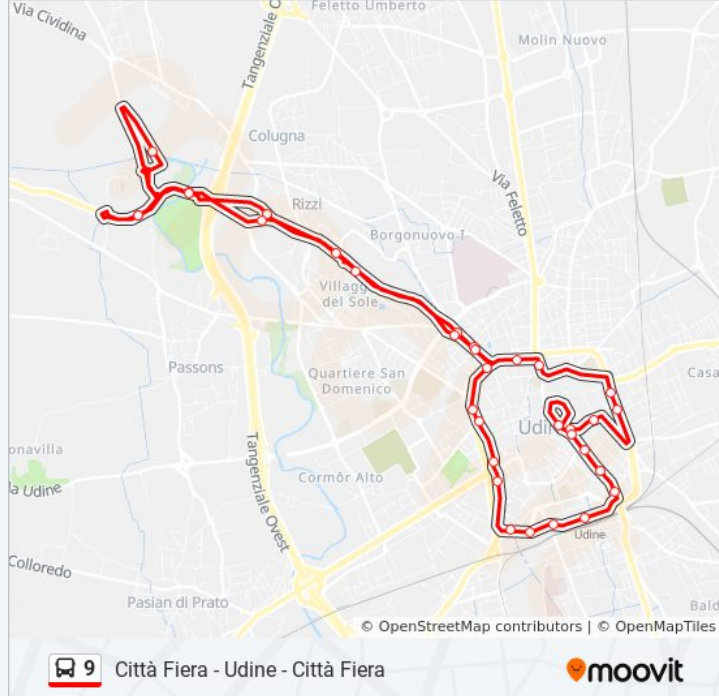 Feletto Umberto
Via Cividina
Tangenziale O
Molin Nuovo
Colugna
Via Feletto
Rizzi
Borgonuovo I
Villagg
del Sole
Passons
Quartiere San
Domenico
Casa
Udin
onavilla
la Udine
Tangenziale Ovest
Cormôr Alto
Udine
Colloredo
Pasian di Prato
Bald
© OpenStreetMap contributors | © OpenMapTiles
9 Città Fiera - Udine - Città Fiera
moovit